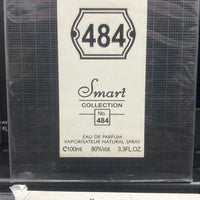 484
Smart
COLLECTION
No.
484
EAU DE PARFUM
VAPORISATEUR NATURAL SPRAY
℮100ml. 80%Vol. 3.3FL.OZ.